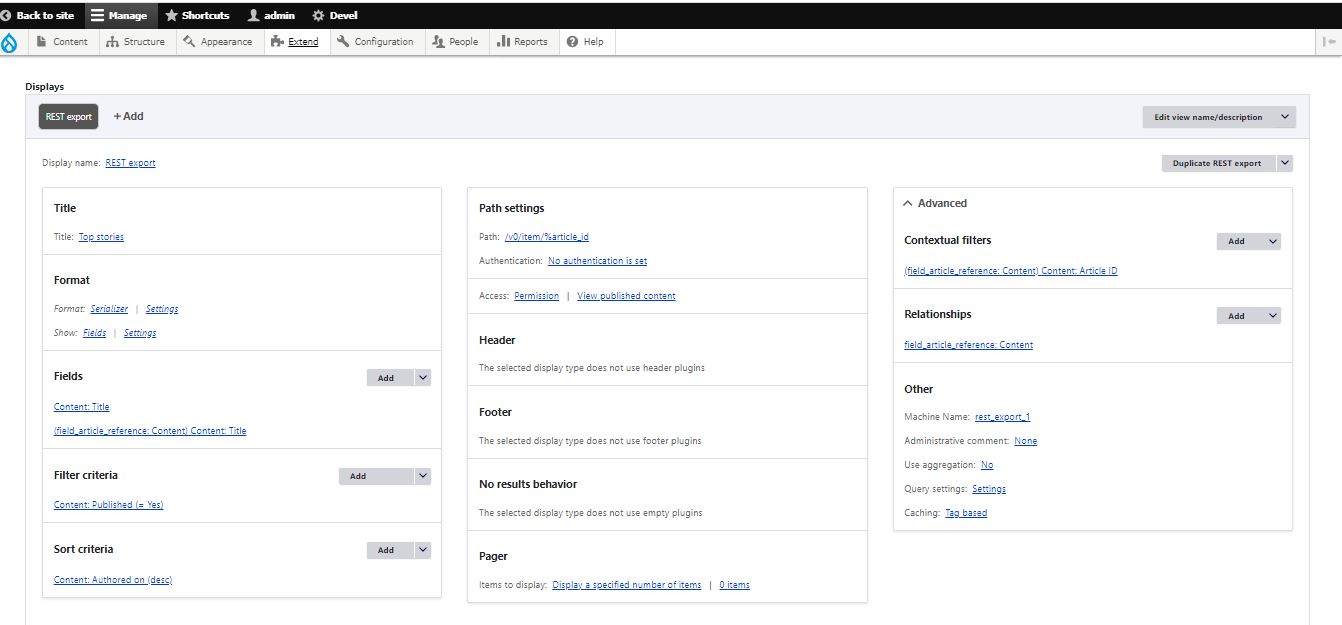 Back to site Manage Shortcuts admin Devel
Content Structure Appearance Extend Configuration People Reports Help
Displays
REST export + Add Edit view name/description
Display name: REST export Duplicate REST export
Title
Title: Top stories
Format
Format: Serializer | Settings
Show: Fields | Settings
Fields Add
Content: Title
(field_article_reference: Content) Content: Title
Filter criteria Add
Content: Published (= Yes)
Sort criteria Add
Content: Authored on (desc)
Path settings
Path: /v0/item/%article_id
Authentication: No authentication is set
Access: Permission | View published content
Header
The selected display type does not use header plugins
Footer
The selected display type does not use footer plugins
No results behavior
The selected display type does not use empty plugins
Pager
Items to display: Display a specified number of items | 0 items
Advanced
Contextual filters Add
(field_article_reference: Content) Content: Article ID
Relationships Add
field_article_reference: Content
Other
Machine Name: rest_export_1
Administrative comment: None
Use aggregation: No
Query settings: Settings
Caching: Tag based